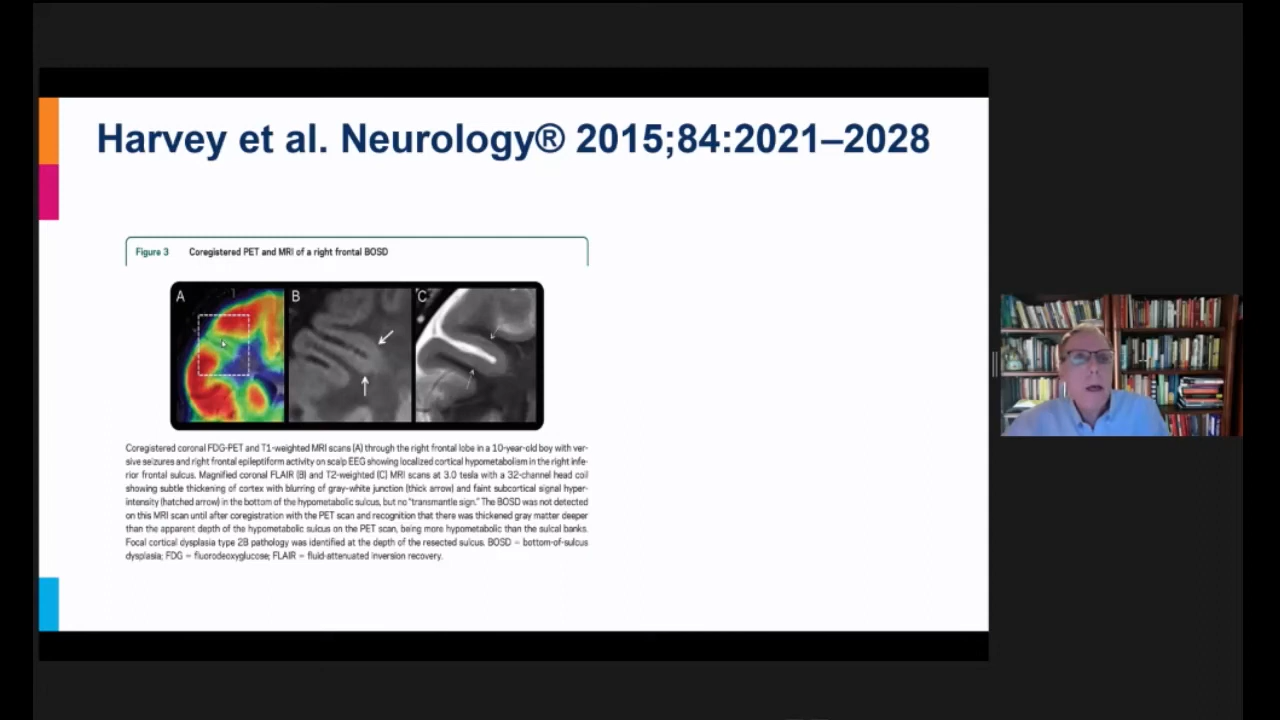 Harvey et al. Neurology® 2015;84:2021–2028
Figure 3 Coregistered PET and MRI of a right frontal BOSD
A B C
Coregistered coronal FDG-PET and T1-weighted MRI scans (A) through the right frontal lobe in a 10-year-old boy with ver-
sive seizures and right frontal epileptiform activity on scalp EEG showing localized cortical hypometabolism in the right infe-
rior frontal sulcus. Magnified coronal FLAIR (B) and T2-weighted (C) MRI scans at 3.0 tesla with a 32-channel head coil
showing subtle thickening of cortex with blurring of gray-white junction (thick arrow) and faint subcortical signal hyper-
intensity (hatched arrow) in the bottom of the hypometabolic sulcus, but no "transmantle sign." The BOSD was not detected
on this MRI scan until after coregistration with the PET scan and recognition that there was thickened gray matter deeper
than the apparent depth of the hypometabolic sulcus on the PET scan, being more hypometabolic than the sulcal banks.
Focal cortical dysplasia type 2B pathology was identified at the depth of the resected sulcus. BOSD = bottom-of-sulcus
dysplasia; FDG = fluorodeoxyglucose; FLAIR = fluid-attenuated inversion recovery.